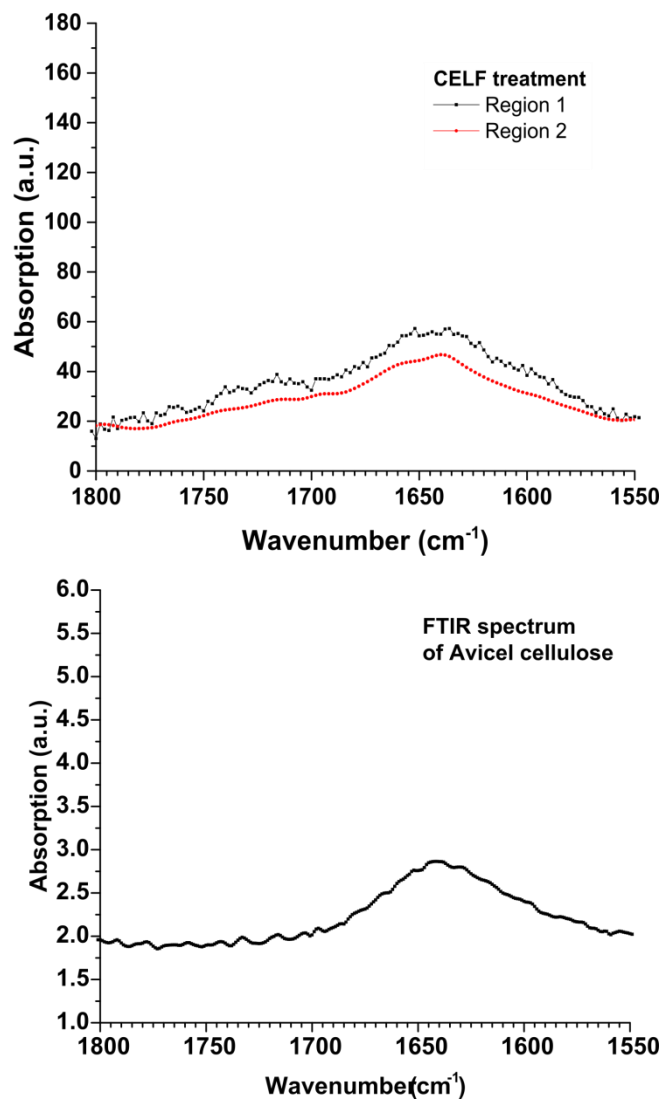 180
160
140
120
100
80
60
40
20
0
Absorption (a.u.)
CELF treatment
Region 1
Region 2
1800 1750 1700 1650 1600 1550
Wavenumber (cm⁻¹)
6.0
5.5
5.0
4.5
4.0
3.5
3.0
2.5
2.0
1.5
1.0
Absorption (a.u.)
FTIR spectrum
of Avicel cellulose
1800 1750 1700 1650 1600 1550
Wavenumber(cm⁻¹)